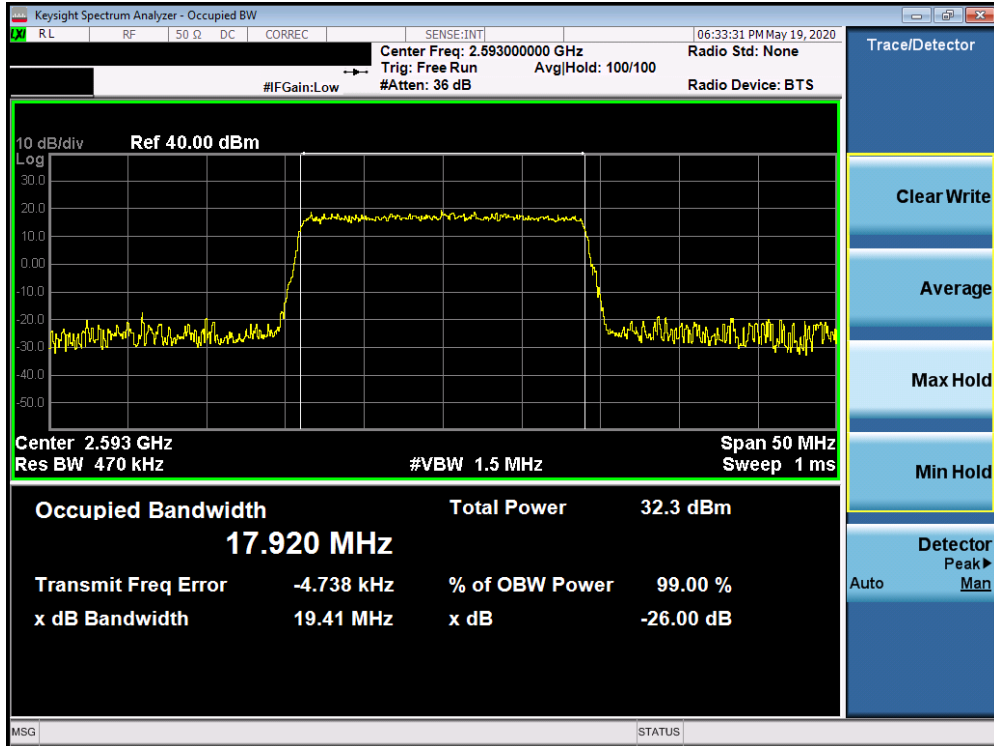 Keysight Spectrum Analyzer - Occupied BW
LXI RL RF 50 Ω DC CORREC SENSE:INT 06:33:31 PM May 19, 2020
Center Freq: 2.593000000 GHz Radio Std: None
Trig: Free Run Avg|Hold: 100/100
#IFGain:Low #Atten: 36 dB Radio Device: BTS
10 dB/div Ref 40.00 dBm
Log
30.0
20.0
10.0
0.00
-10.0
-20.0
-30.0
-40.0
-50.0
Center 2.593 GHz Span 50 MHz
Res BW 470 kHz #VBW 1.5 MHz Sweep 1 ms
Occupied Bandwidth Total Power 32.3 dBm
17.920 MHz
Transmit Freq Error -4.738 kHz % of OBW Power 99.00 %
x dB Bandwidth 19.41 MHz x dB -26.00 dB
Trace/Detector
Clear Write
Average
Max Hold
Min Hold
Detector
Peak▶
Auto Man
MSG STATUS